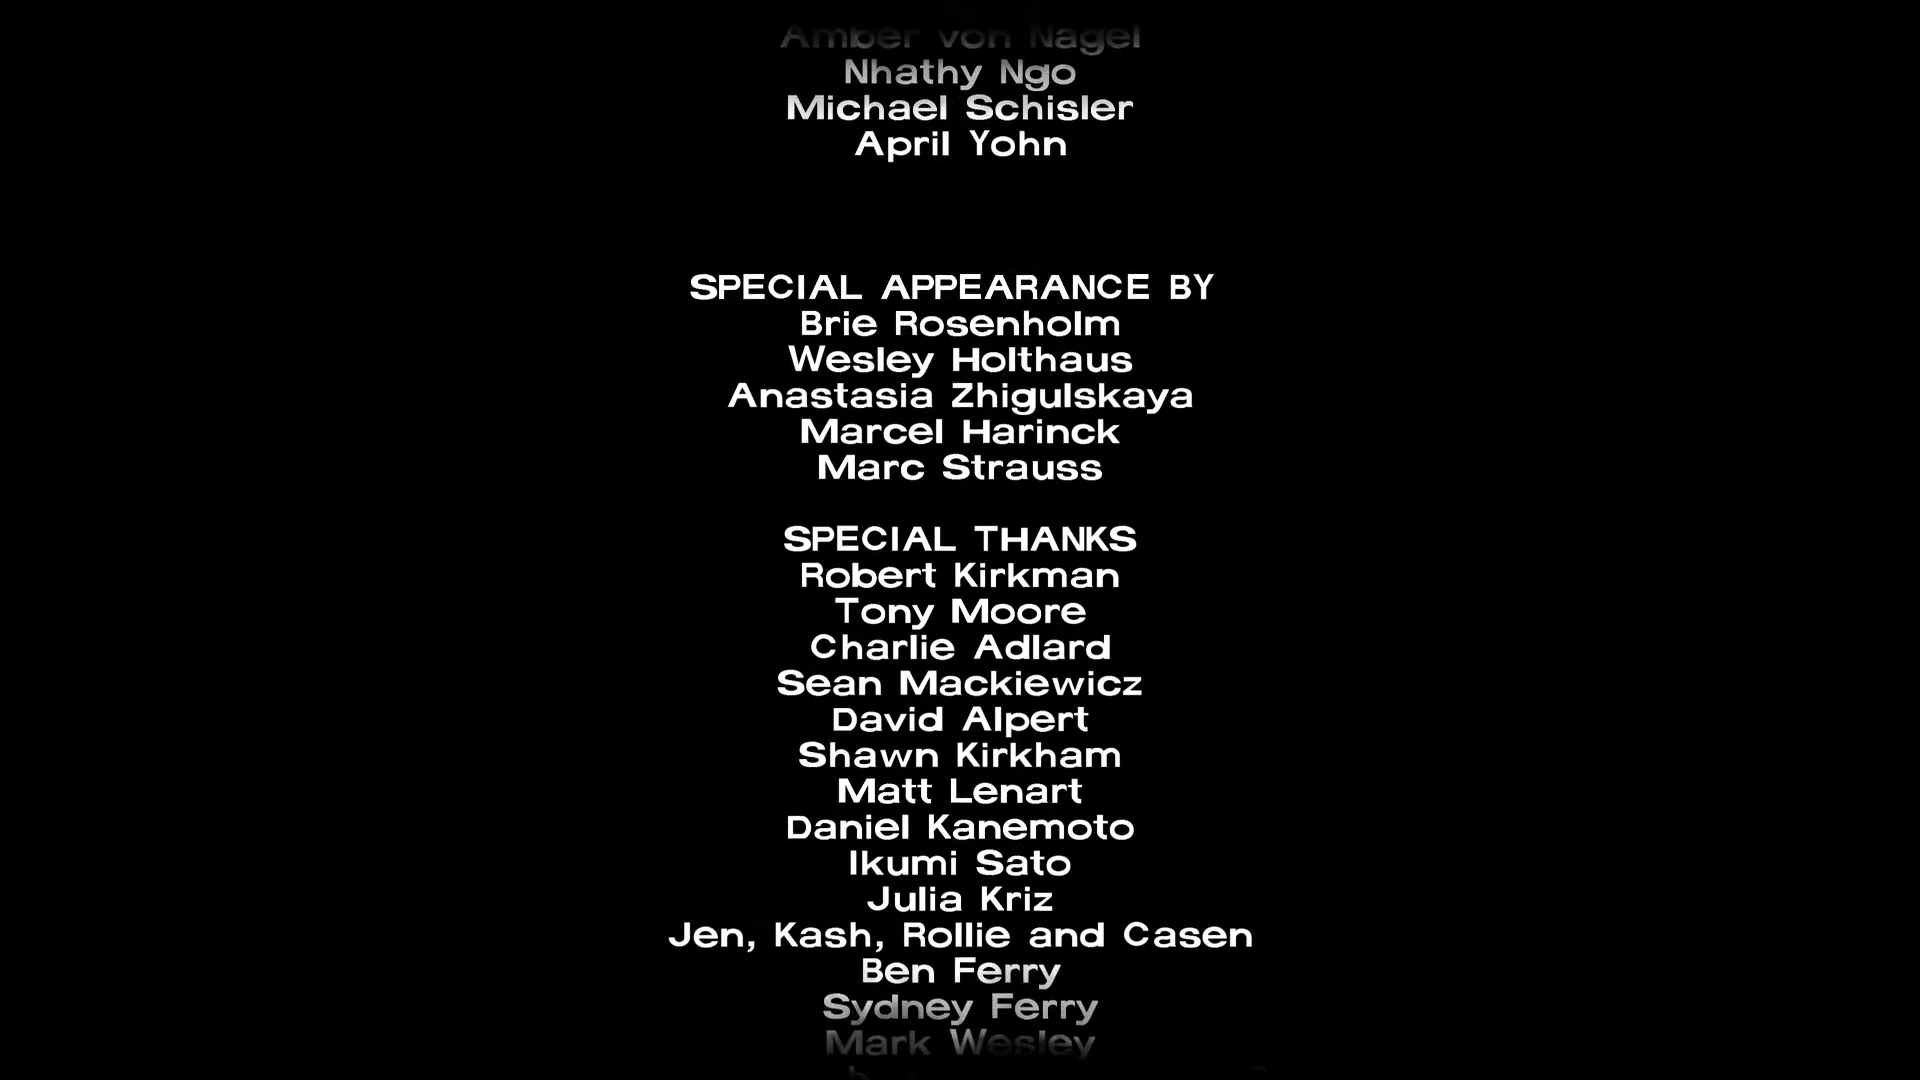 Amber von Nagel
Nhathy Ngo
Michael Schisler
April Yohn
SPECIAL APPEARANCE BY
Brie Rosenholm
Wesley Holthaus
Anastasia Zhigulskaya
Marcel Harinck
Marc Strauss
SPECIAL THANKS
Robert Kirkman
Tony Moore
Charlie Adlard
Sean Mackiewicz
David Alpert
Shawn Kirkham
Matt Lenart
Daniel Kanemoto
Ikumi Sato
Julia Kriz
Jen, Kash, Rollie and Casen
Ben Ferry
Sydney Ferry
Mark Wesley